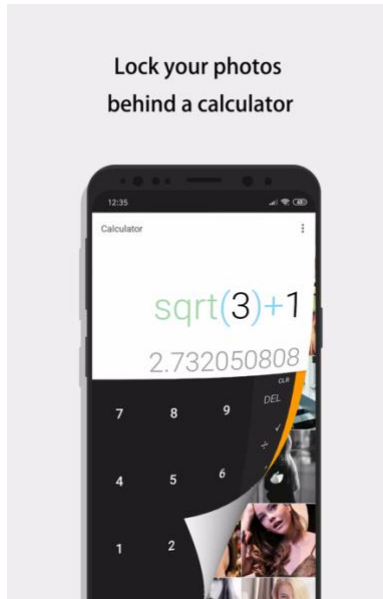 Lock your photos
behind a calculator
12:35
Calculator
sqrt(3)+1
2.732050808
CLR
7 8 9 DEL
4 5 6
1 2